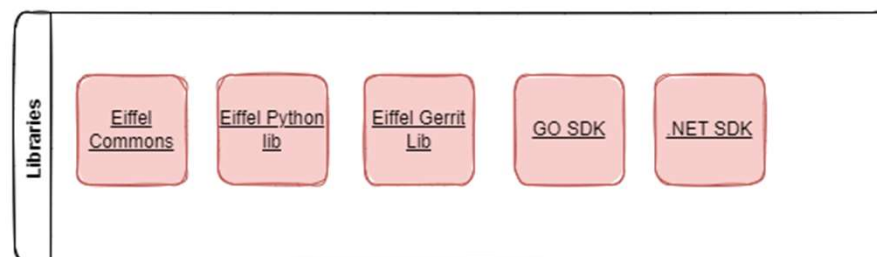 Libraries
Eiffel
Commons
Eiffel Python
lib
Eiffel Gerrit
Lib
GO SDK
.NET SDK